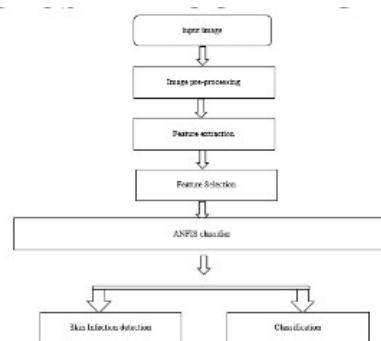 Input Image
Image pre-processing
Feature extraction
Feature Selection
ANFIS classifier
Skin Infection detection
Classification